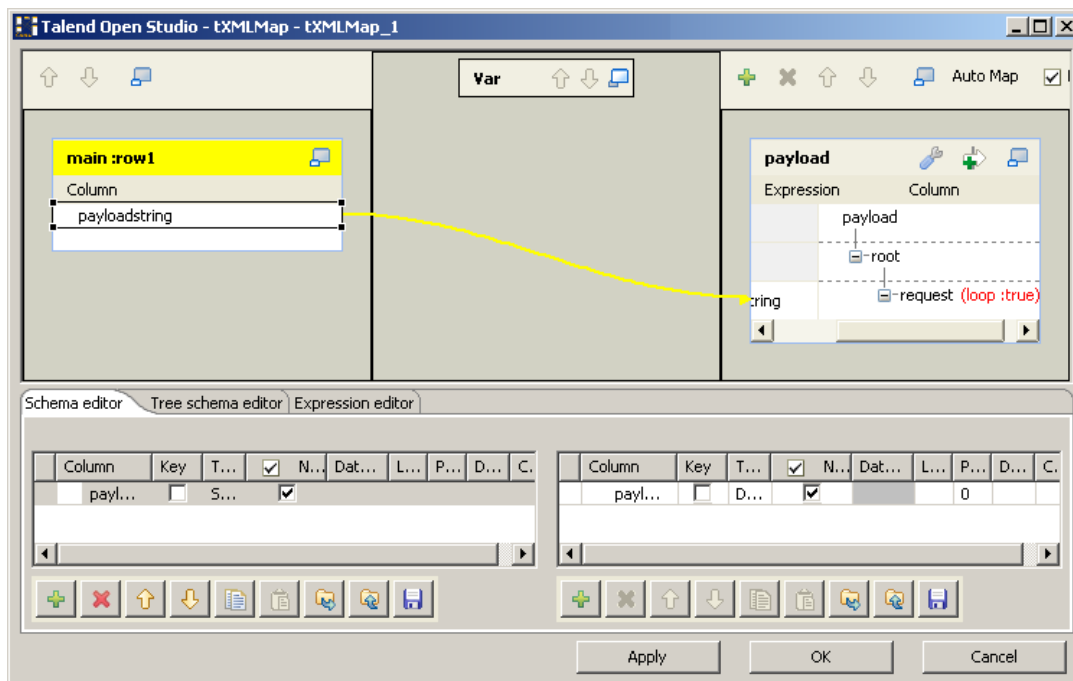 Talend Open Studio - tXMLMap - tXMLMap_1
Var
Auto Map
main :row1
Column
payloadstring
payload
Expression Column
payload
root
tring request (loop :true)
Schema editor Tree schema editor Expression editor
Column Key T... N... Dat... L... P... D... C.
payl... S...
Column Key T... N... Dat... L... P... D... C.
payl... D... 0
Apply OK Cancel